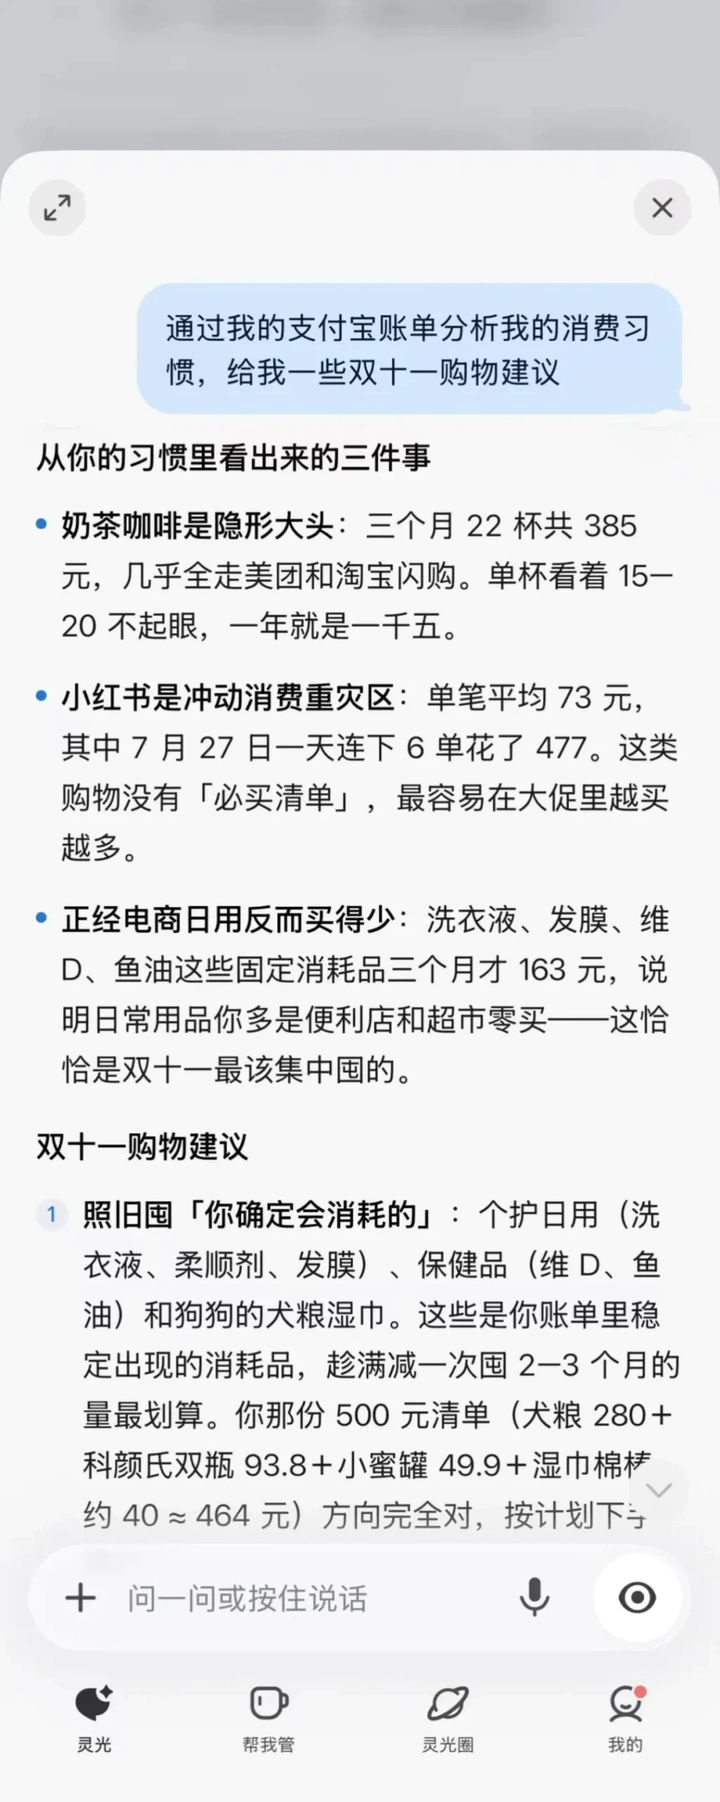 通过我的支付宝账单分析我的消费习
惯，给我一些双十一购物建议
从你的习惯里看出来的三件事
奶茶咖啡是隐形大头：三个月 22 杯共 385
元，几乎全走美团和淘宝闪购。单杯看着 15—
20 不起眼，一年就是一千五。
小红书是冲动消费重灾区：单笔平均 73 元，
其中 7 月 27 日一天连下 6 单花了 477。这类
购物没有「必买清单」，最容易在大促里越买
越多。
正经电商日用反而买得少：洗衣液、发膜、维
D、鱼油这些固定消耗品三个月才 163 元，说
明日常用品你多是便利店和超市零买——这恰
恰是双十一最该集中囤的。
双十一购物建议
1 照旧囤「你确定会消耗的」：个护日用（洗
衣液、柔顺剂、发膜）、保健品（维 D、鱼
油）和狗狗的犬粮湿巾。这些是你账单里稳
定出现的消耗品，趁满减一次囤 2—3 个月的
量最划算。你那份 500 元清单（犬粮 280＋
科颜氏双瓶 93.8＋小蜜罐 49.9＋湿巾棉棒
约 40 ≈ 464 元）方向完全对，按计划下手
问一问或按住说话
灵光
帮我管
灵光圈
我的